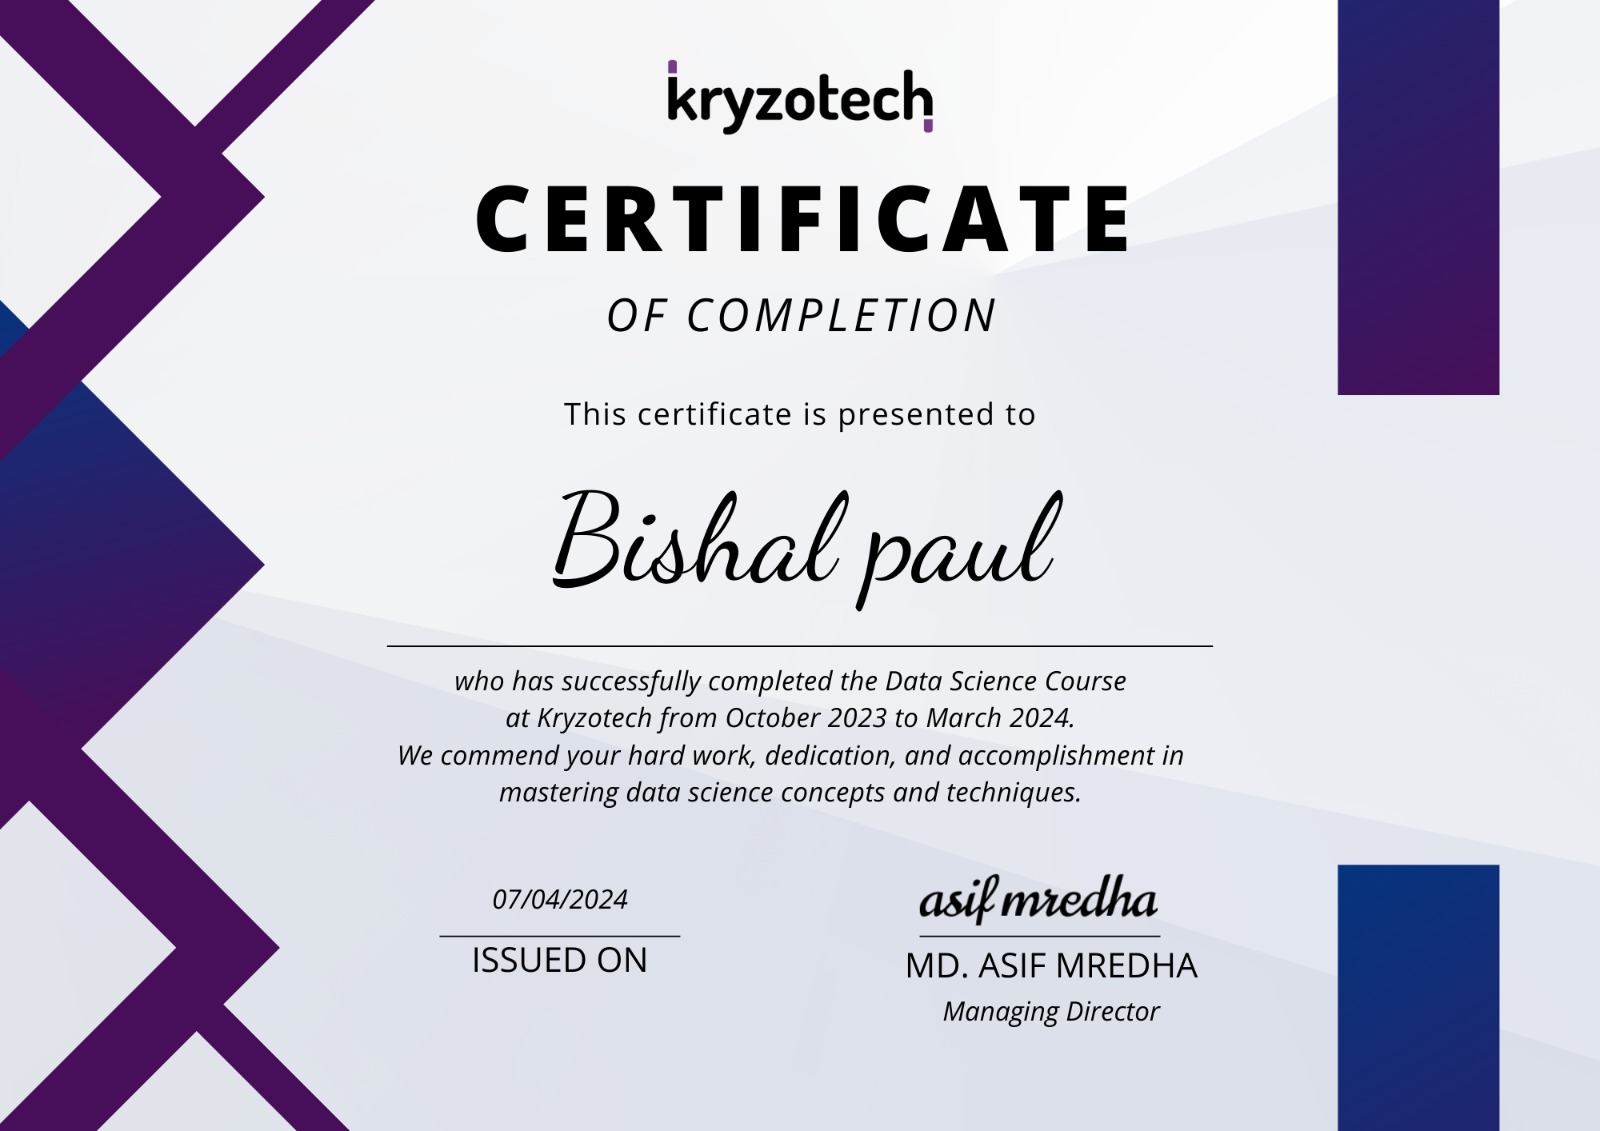 kryzotech
CERTIFICATE
OF COMPLETION
This certificate is presented to
Bishal paul
who has successfully completed the Data Science Course
at Kryzotech from October 2023 to March 2024.
We commend your hard work, dedication, and accomplishment in
mastering data science concepts and techniques.
07/04/2024
ISSUED ON
asif mredha
MD. ASIF MREDHA
Managing Director